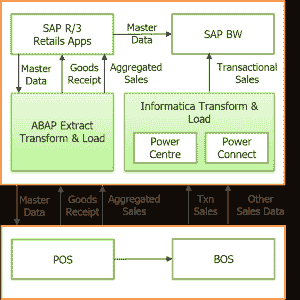 SAP R/3
Retails Apps
Master
Data
SAP BW
Master
Data
Goods
Receipt
Aggregated
Sales
Transactional
Sales
ABAP Extract
Transform & Load
Informatica Transform &
Load
Power
Centre
Power
Connect
Master
Data
Goods
Receipt
Aggregated
Sales
Txn
Sales
Other
Sales Data
POS
BOS